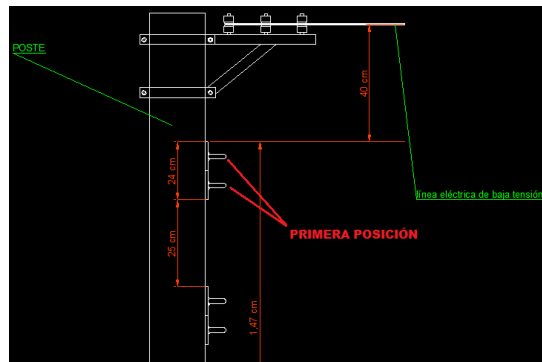 POSTE
40 cm
24 cm
línea eléctrica de baja tensión
PRIMERA POSICIÓN
25 cm
1,47 cm